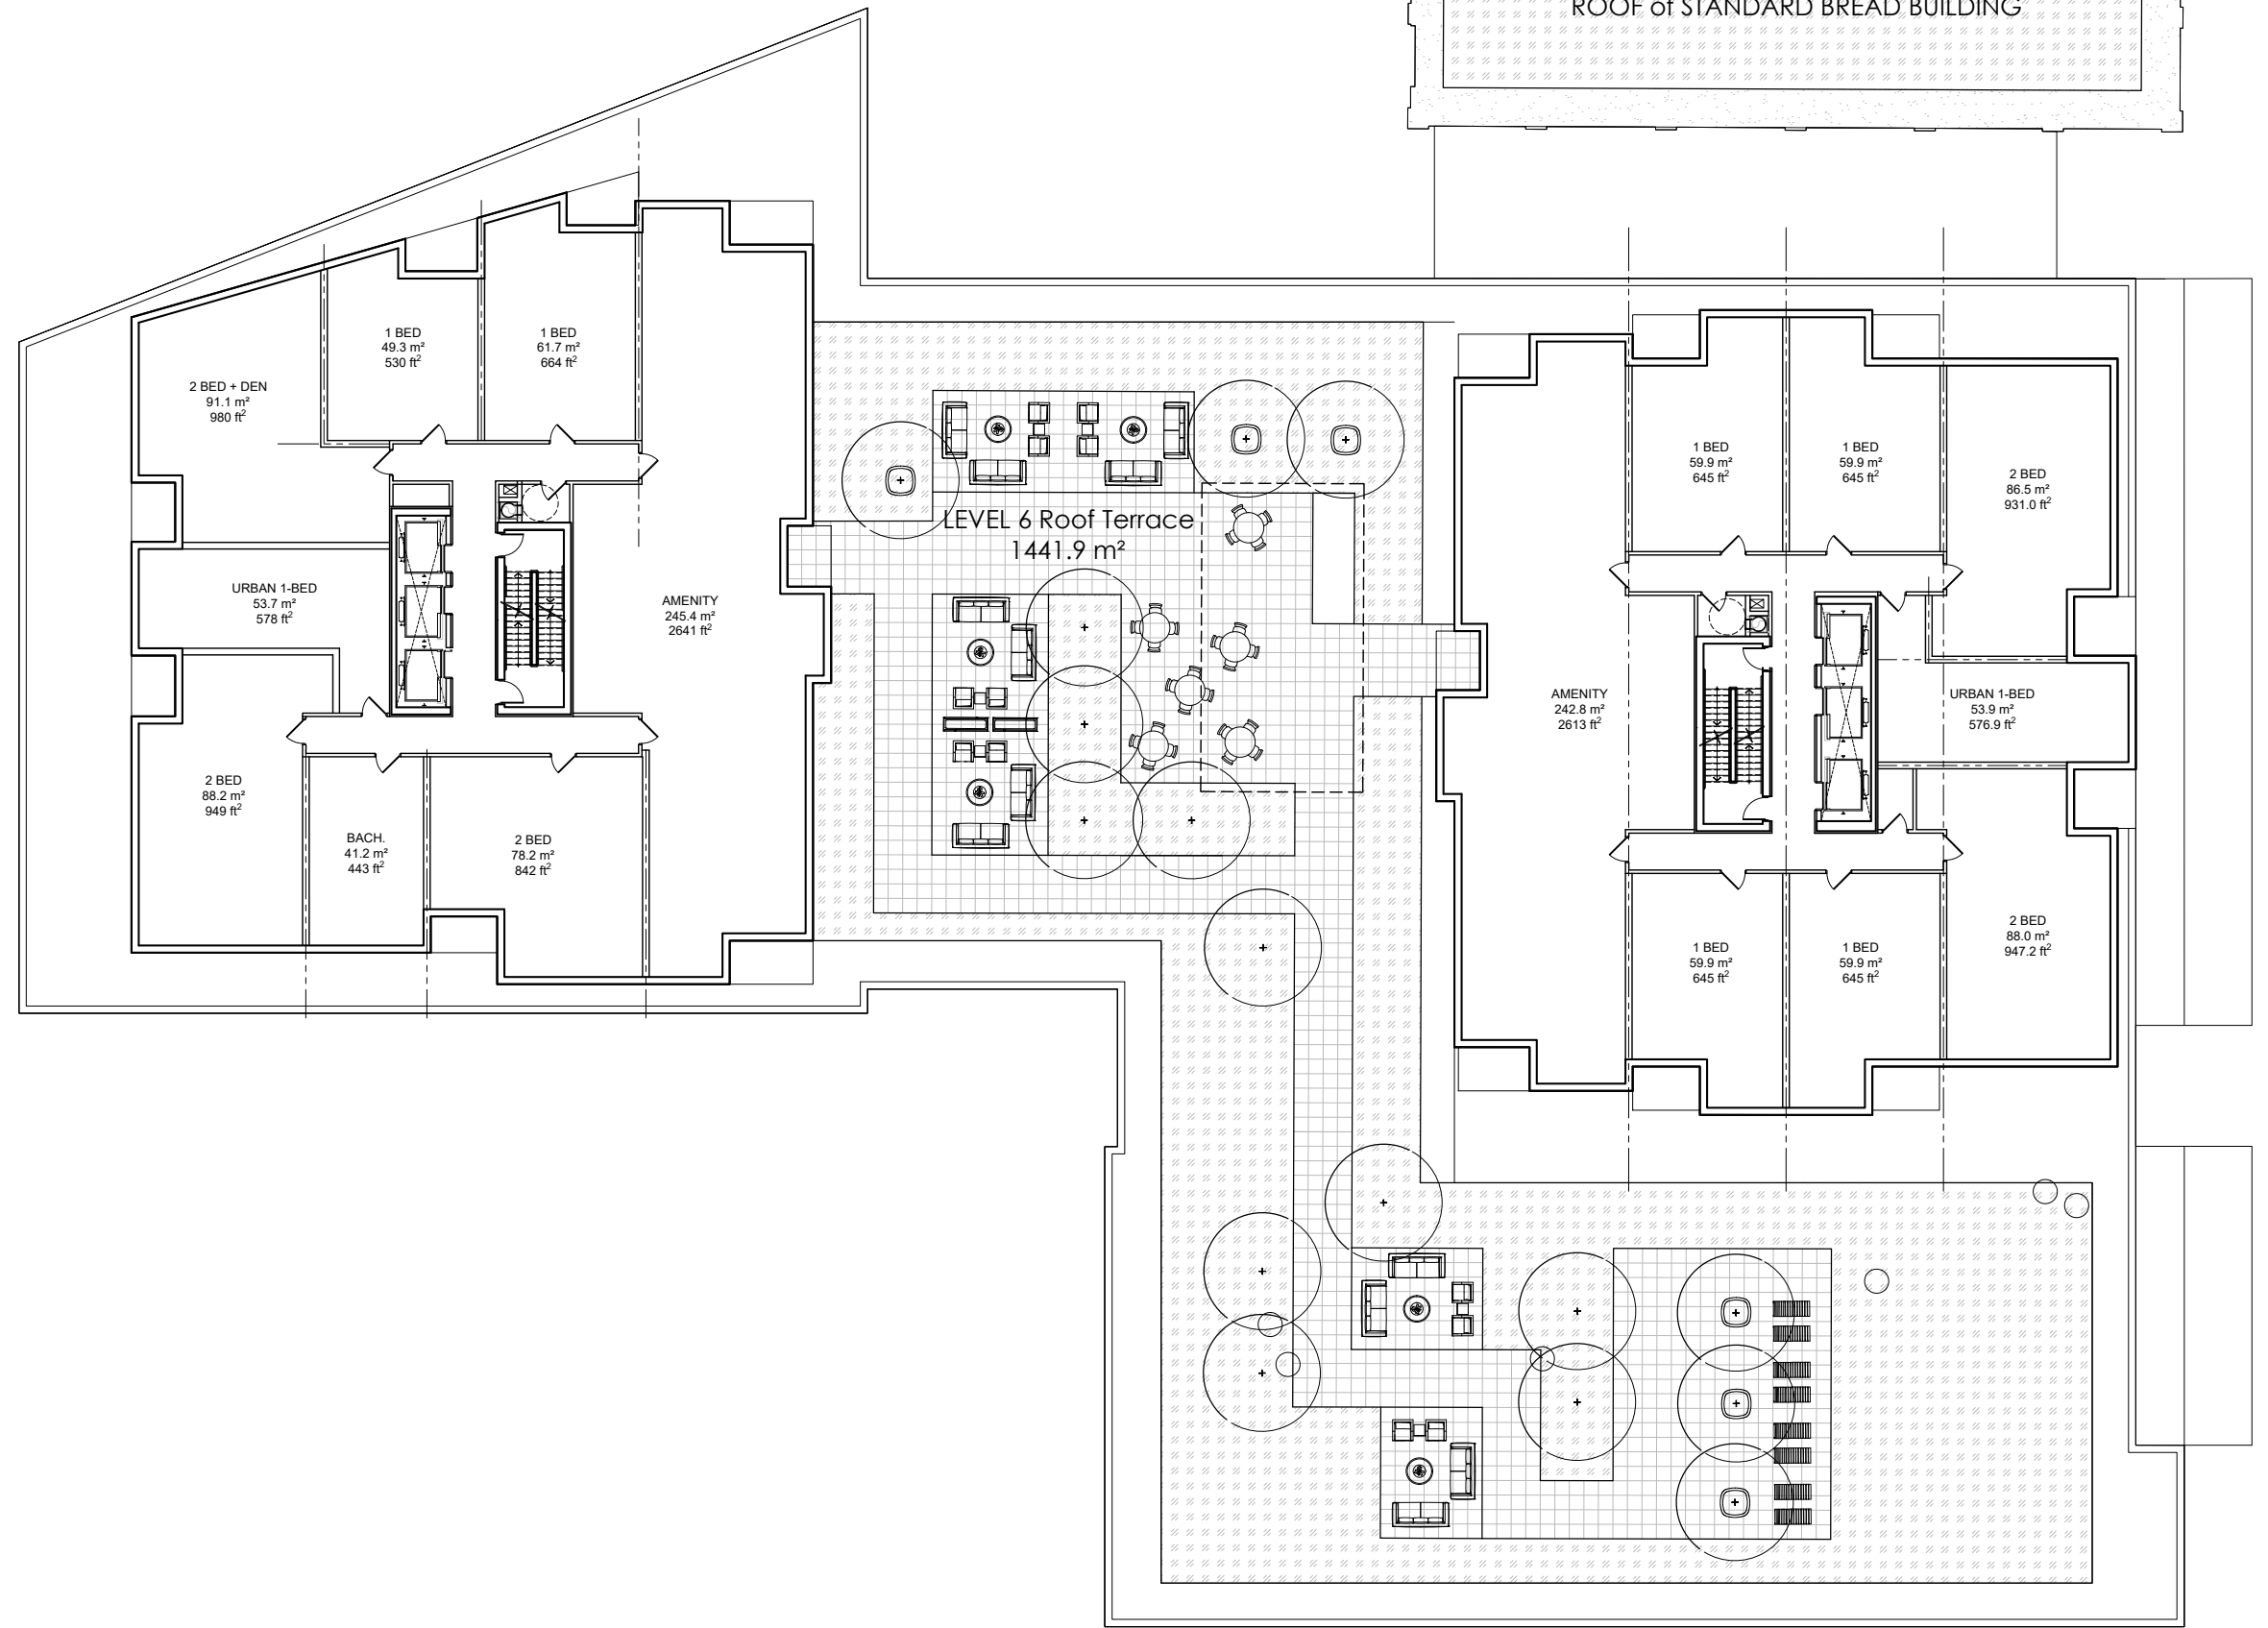 ROOF of STANDARD BREAD BUILDING
1 BED
49.3 m²
530 ft²
1 BED
61.7 m²
664 ft²
2 BED + DEN
91.1 m²
980 ft²
URBAN 1-BED
53.7 m²
578 ft²
AMENITY
245.4 m²
2641 ft²
2 BED
88.2 m²
949 ft²
BACH.
41.2 m²
443 ft²
2 BED
78.2 m²
842 ft²
LEVEL 6 Roof Terrace
1441.9 m²
1 BED
59.9 m²
645 ft²
1 BED
59.9 m²
645 ft²
2 BED
86.5 m²
931.0 ft²
AMENITY
242.8 m²
2613 ft²
URBAN 1-BED
53.9 m²
576.9 ft²
1 BED
59.9 m²
645 ft²
1 BED
59.9 m²
645 ft²
2 BED
88.0 m²
947.2 ft²